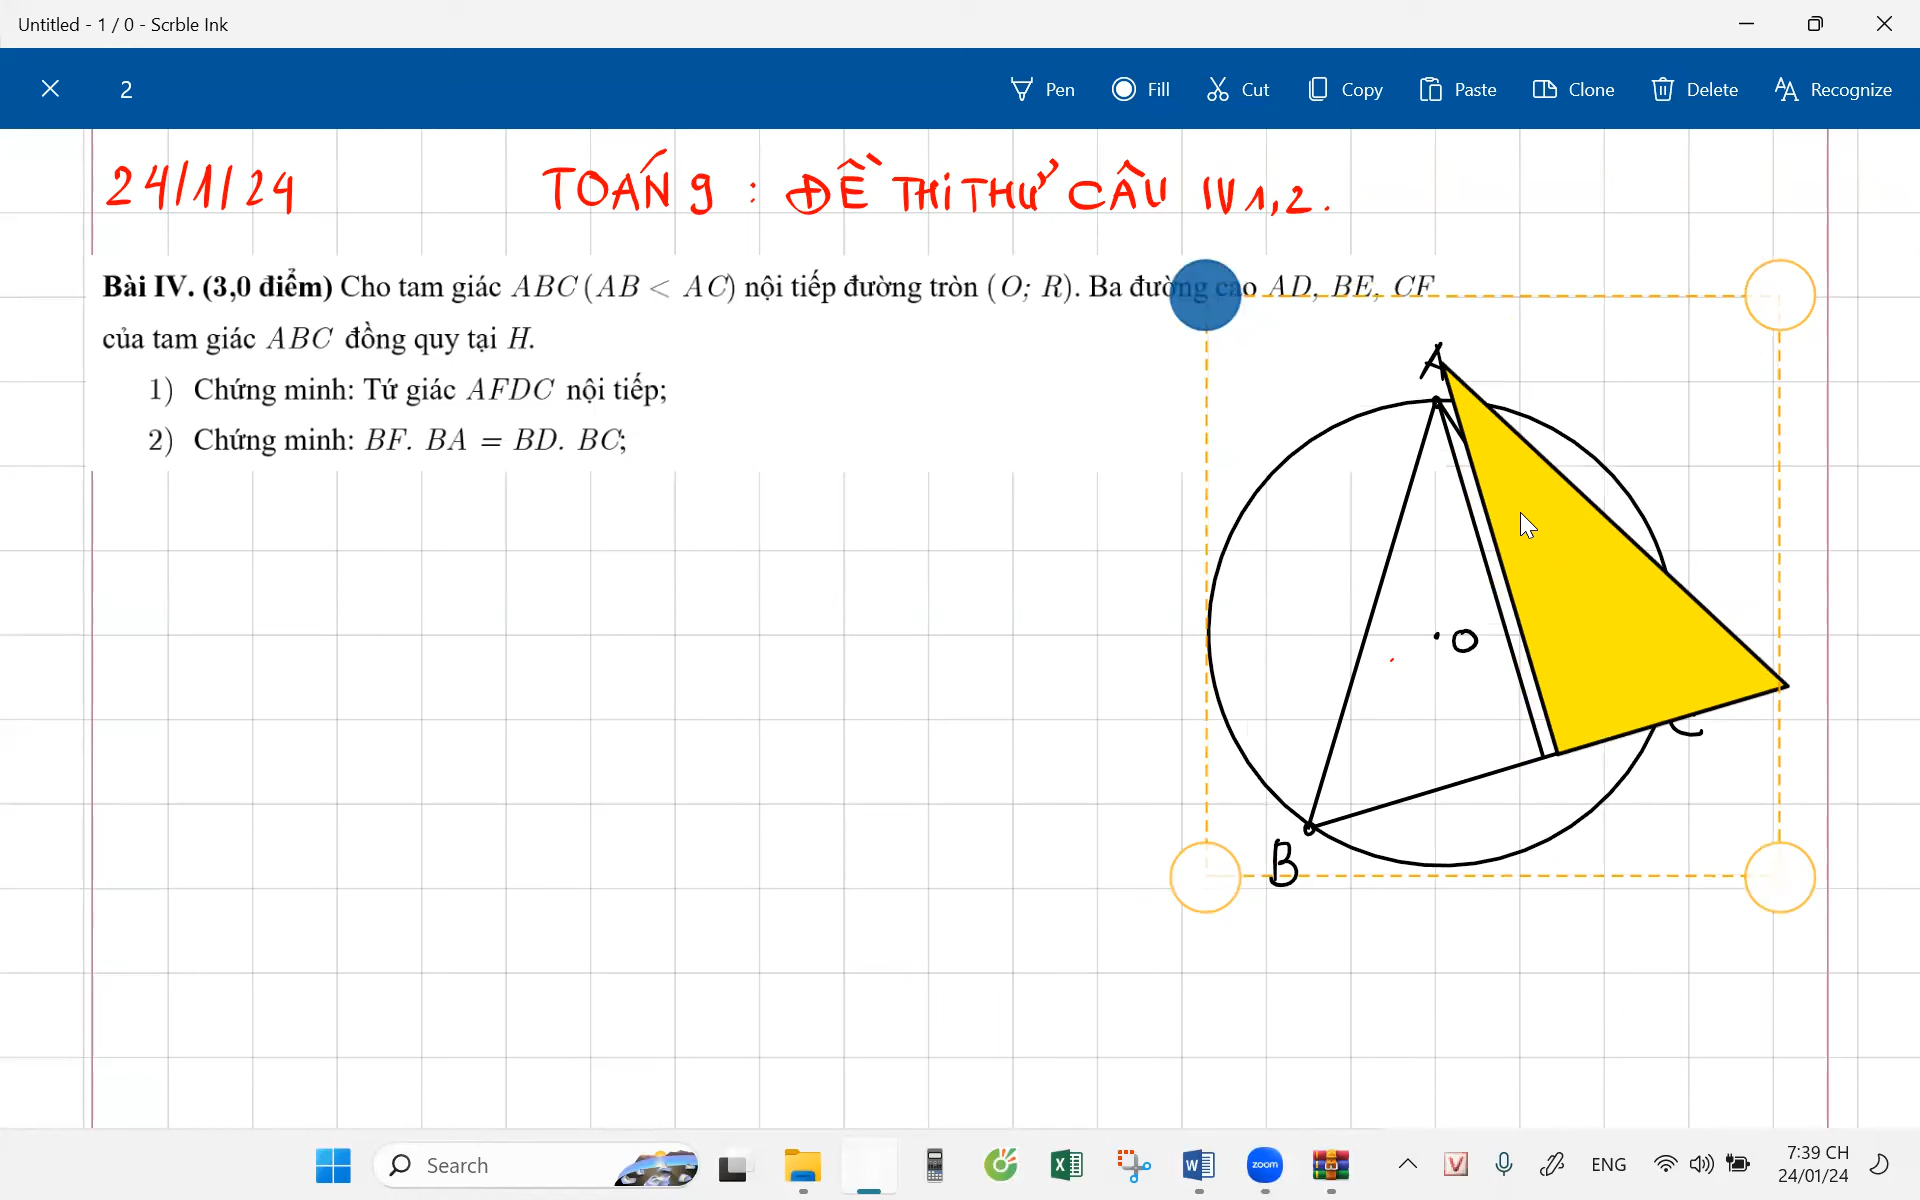 Untitled - 1 / 0 - Scrble Ink
2
Pen
Fill
Cut
Copy
Paste
Clone
Delete
Recognize
24/1/24
TOÁN 9 : ĐỀ THI THỬ CÂU IV 1, 2.
Bài IV. (3,0 điểm) Cho tam giác ABC (AB < AC) nội tiếp đường tròn (O; R). Ba đường cao AD, BE, CF
của tam giác ABC đồng quy tại H.
1) Chứng minh: Tứ giác AFDC nội tiếp;
2) Chứng minh: BF. BA = BD. BC;
A
O
C
B
Search
zoom
ENG
7:39 CH
24/01/24